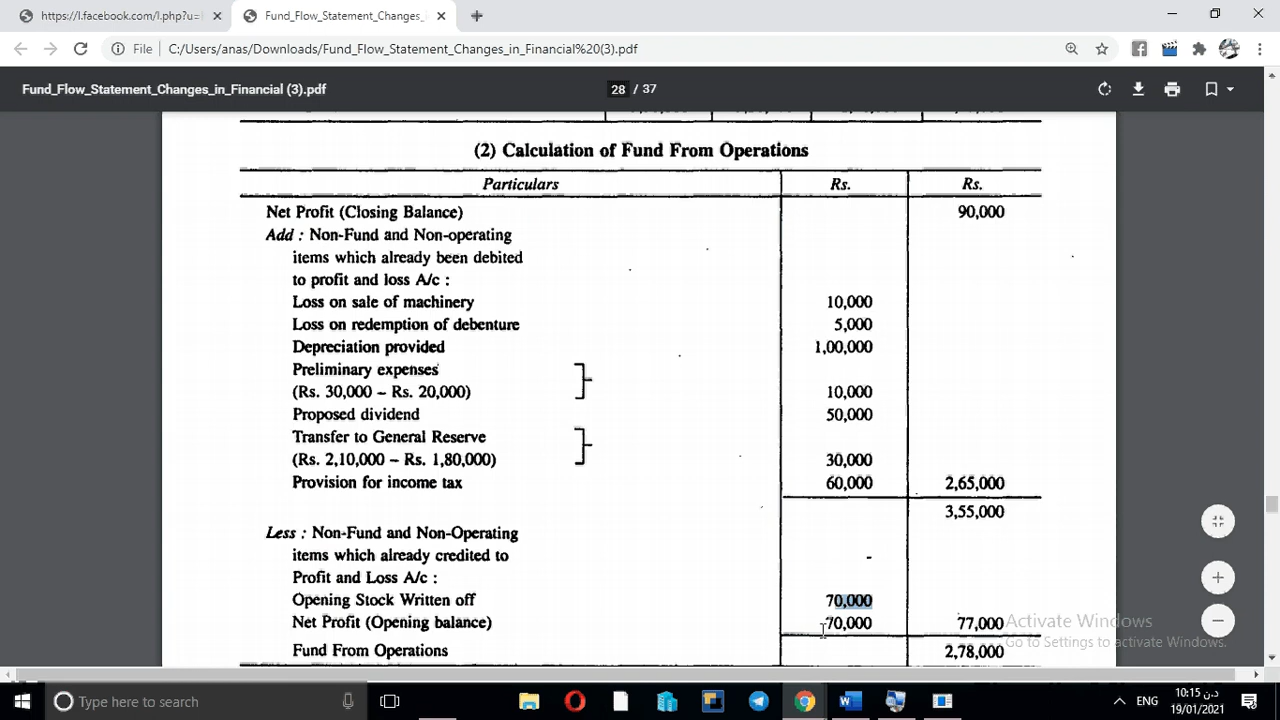 https://l.facebook.com/l.php?u=
Fund_Flow_Statement_Changes_
File
C:/Users/anas/Downloads/Fund_Flow_Statement_Changes_in_Financial%20(3).pdf
Fund_Flow_Statement_Changes_in_Financial (3).pdf
28 / 37
(2) Calculation of Fund From Operations
Particulars Rs. Rs.
Net Profit (Closing Balance) 90,000
Add : Non-Fund and Non-operating
items which already been debited
to profit and loss A/c :
Loss on sale of machinery 10,000
Loss on redemption of debenture 5,000
Depreciation provided 1,00,000
Preliminary expenses
(Rs. 30,000 – Rs. 20,000) 10,000
Proposed dividend 50,000
Transfer to General Reserve
(Rs. 2,10,000 – Rs. 1,80,000) 30,000
Provision for income tax 60,000 2,65,000
3,55,000
Less : Non-Fund and Non-Operating
items which already credited to -
Profit and Loss A/c :
Opening Stock Written off 70,000
Net Profit (Opening balance) 70,000 77,000
Fund From Operations 2,78,000
Activate Windows
Go to Settings to activate Windows.
Type here to search
ENG
10:15 د.ن
19/01/2021